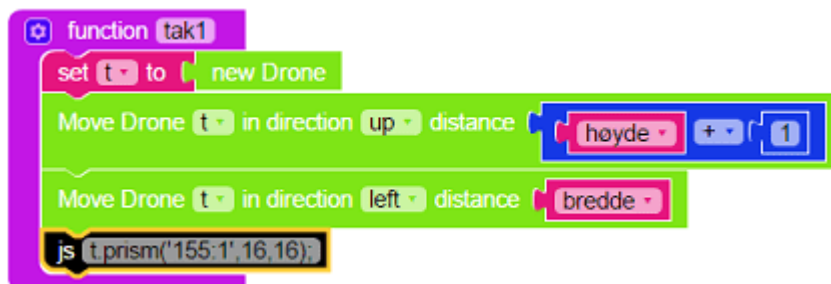 function tak1
set t to new Drone
Move Drone t in direction up distance høyde + 1
Move Drone t in direction left distance bredde
js t.prism('155:1',16,16);